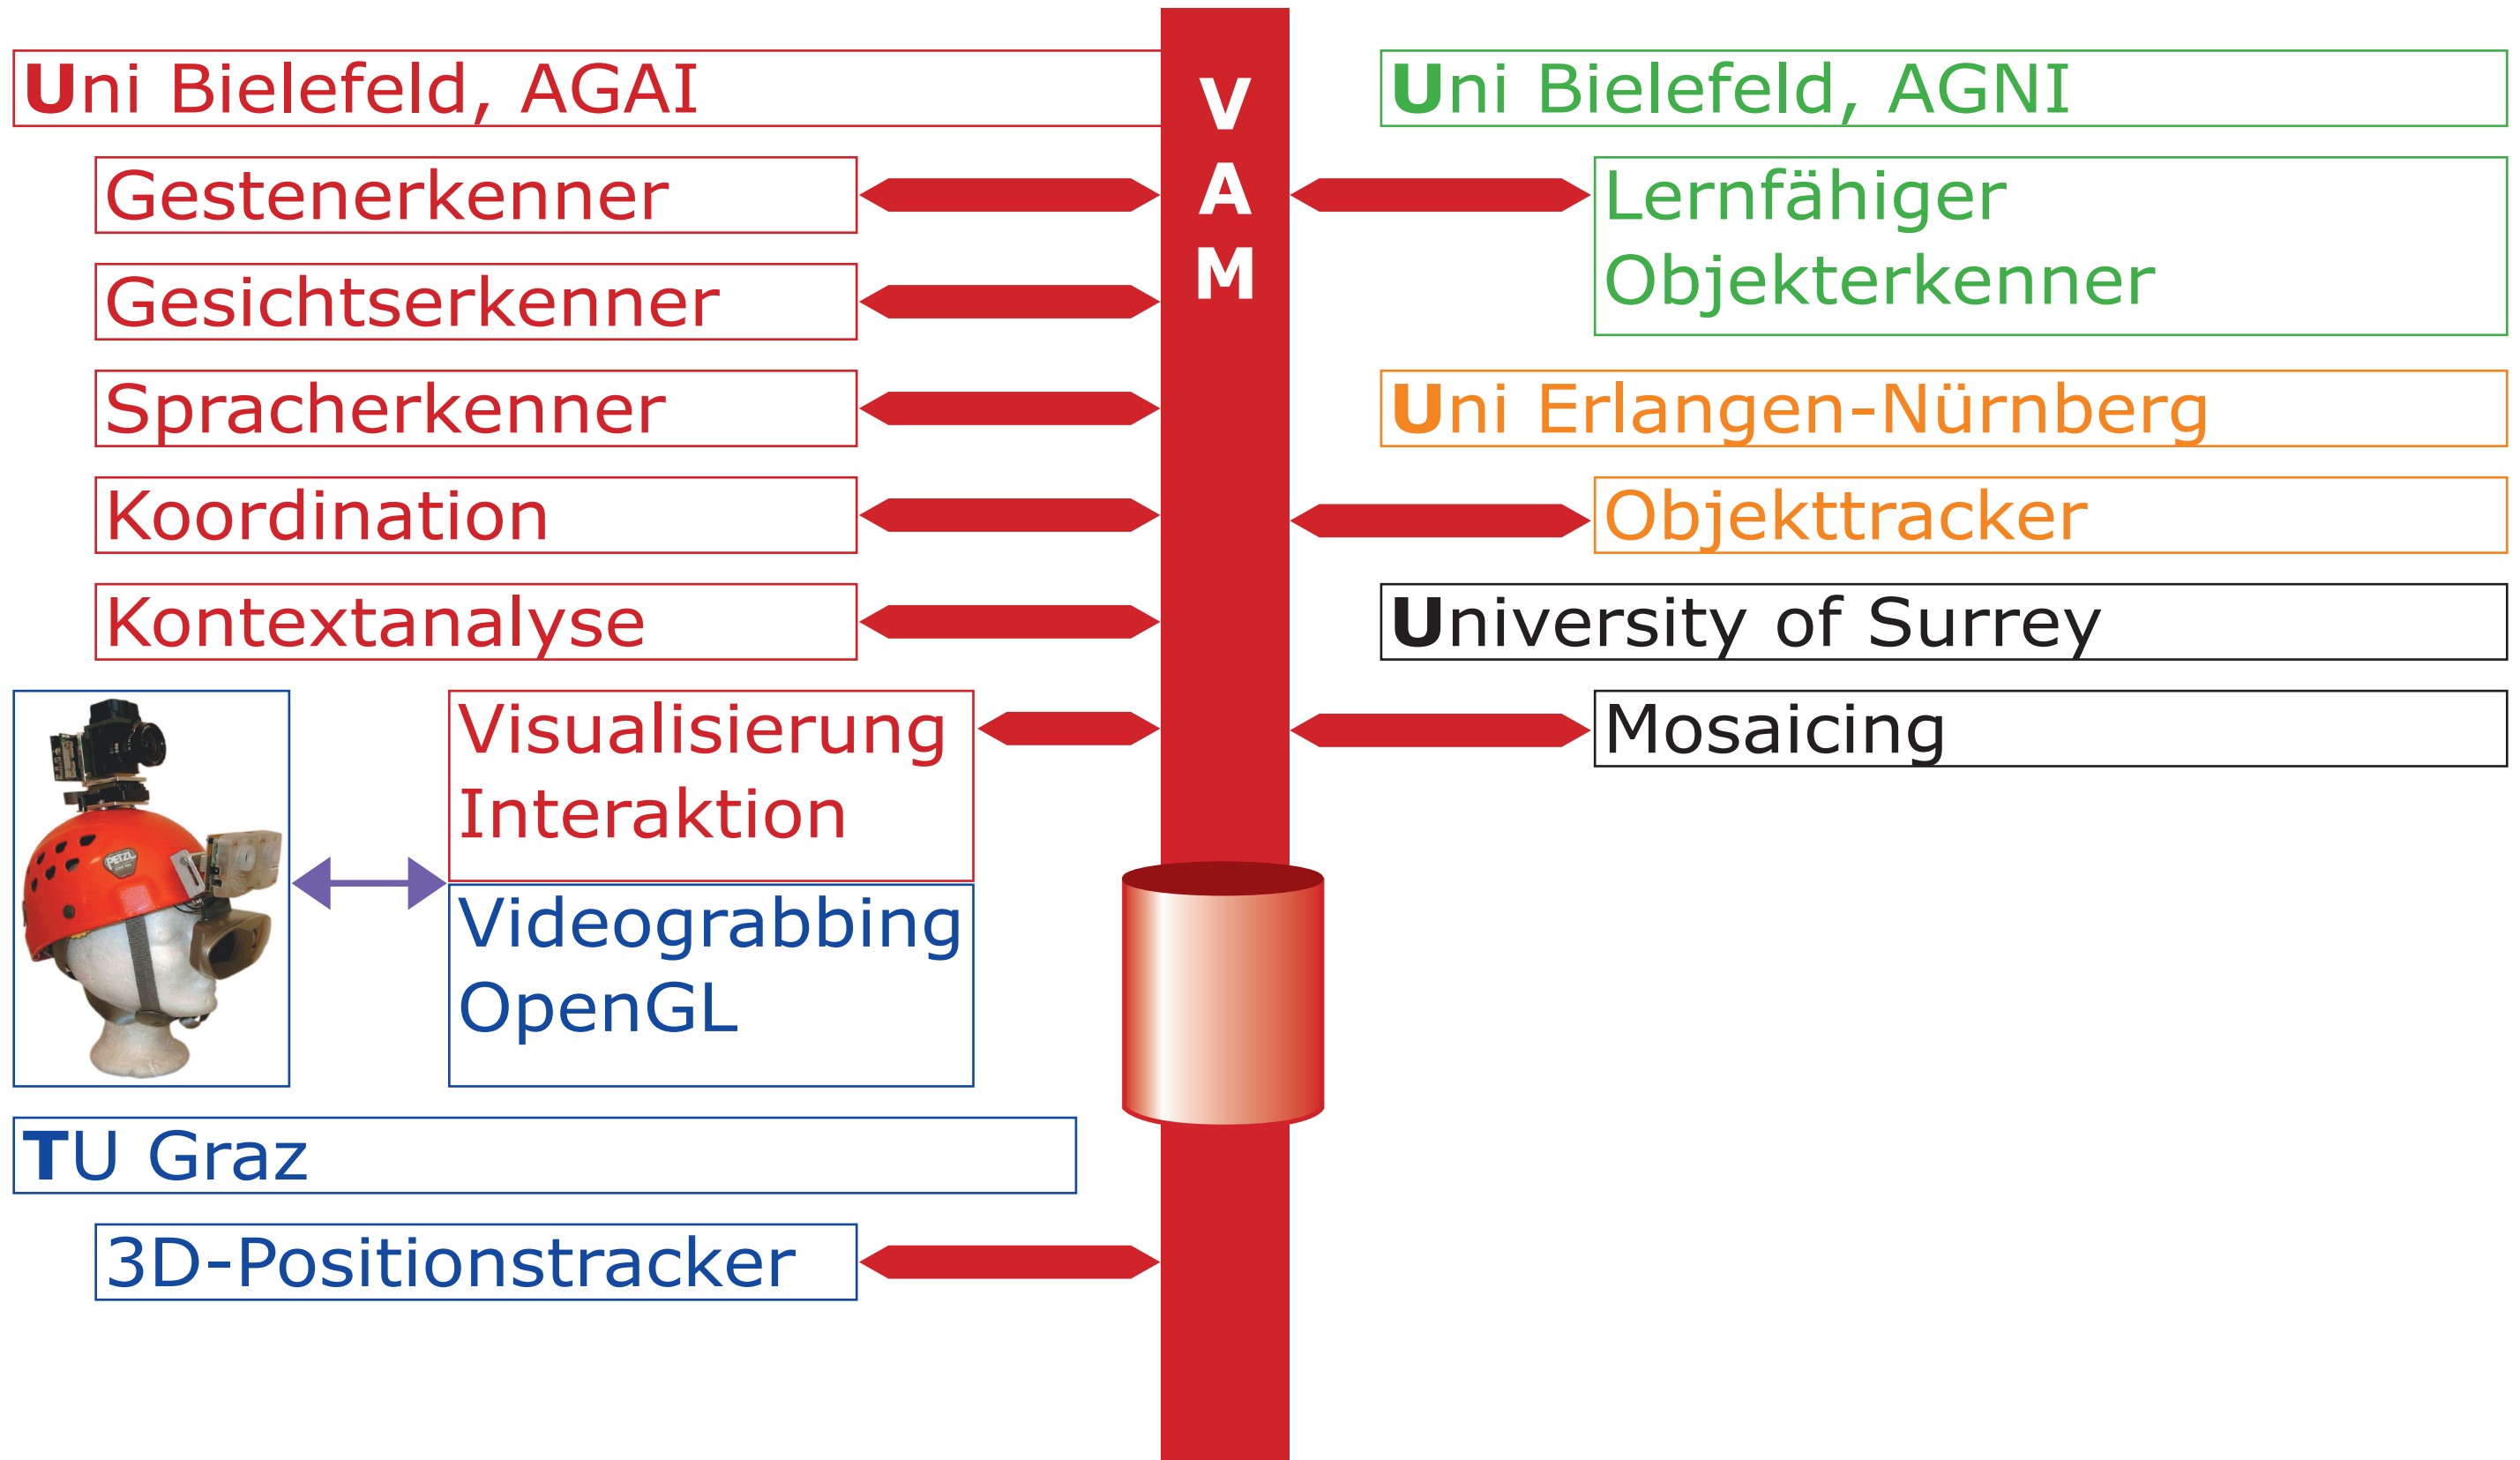 Uni Bielefeld, AGAI
Gestenerkenner
Gesichtserkenner
Spracherkenner
Koordination
Kontextanalyse
Visualisierung
Interaktion
PETZL
Videograbbing
OpenGL
TU Graz
3D-Positionstracker
V
A
M
Uni Bielefeld, AGNI
Lernfähiger
Objekterkenner
Uni Erlangen-Nürnberg
Objekttracker
University of Surrey
Mosaicing